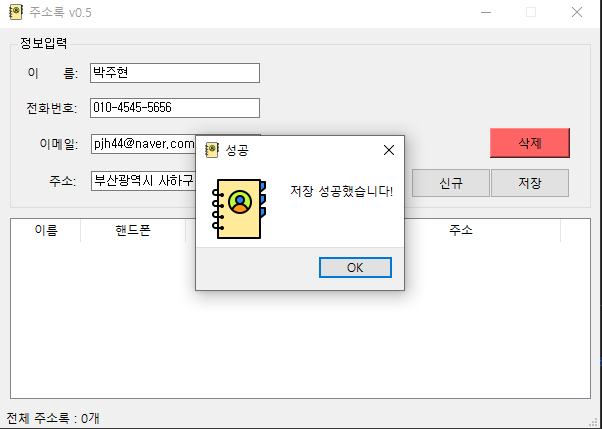 주소록 v0.5
정보입력
이 름: 박주현
전화번호: 010-4545-5656
이메일: pjh44@naver.com
삭제
주소: 부산광역시 사하구
신규 저장
성공
저장 성공했습니다!
OK
이름 핸드폰 주소
전체 주소록 : 0개